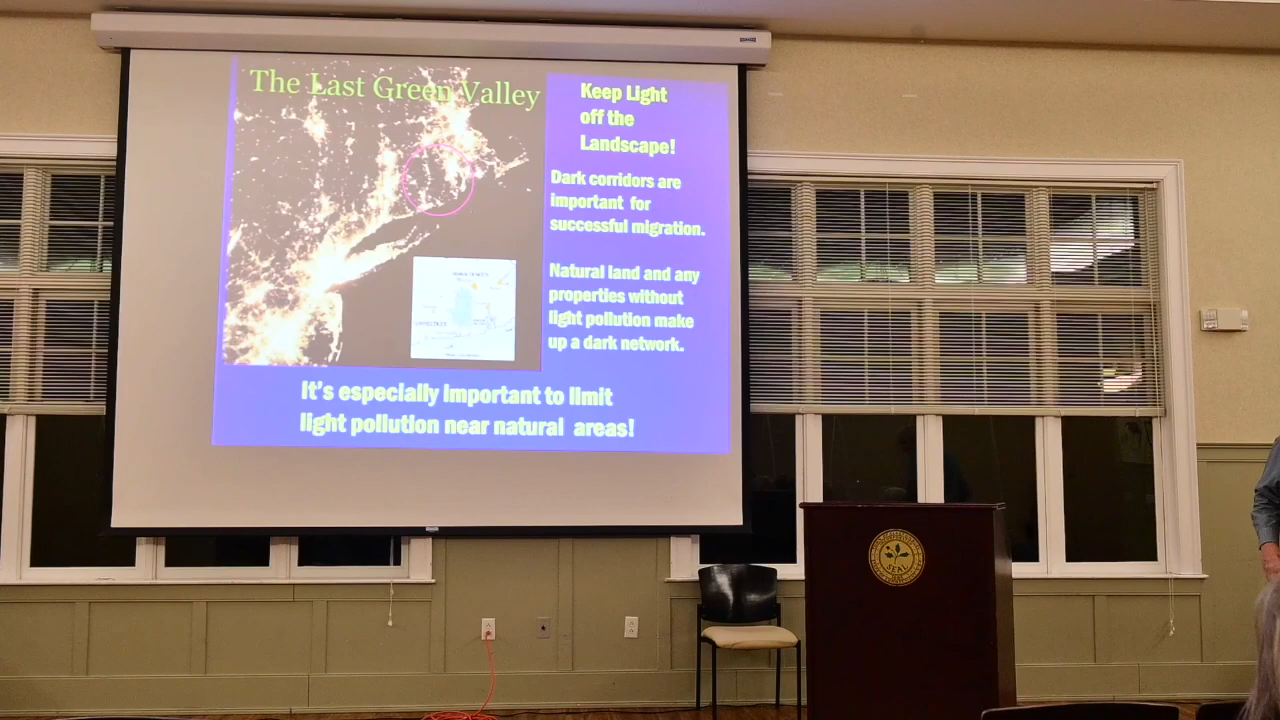 The Last Green Valley
Keep Light
off the
Landscape!
Dark corridors are
important for
successful migration.
Natural land and any
properties without
light pollution make
up a dark network.
It's especially important to limit
light pollution near natural areas!
SEAL